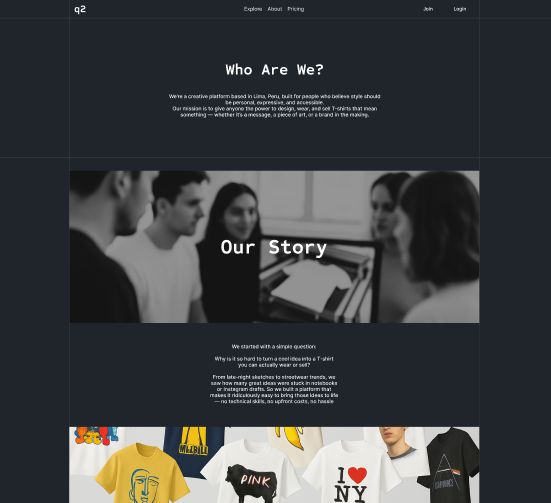 q2
Explore About Pricing
Join Login
Who Are We?
We're a creative platform based in Lima, Peru, built for people who believe style should
be personal, expressive, and accessible.
Our mission is to give anyone the power to design, wear, and sell T-shirts that mean
something — whether it's a message, a piece of art, or a brand in the making.
Our Story
We started with a simple question:
Why is it so hard to turn a cool idea into a T-shirt
you can actually wear or sell?
From late-night sketches to streetwear trends, we
saw how many great ideas were stuck in notebooks
or Instagram drafts. So we built a platform that
makes it ridiculously easy to bring those ideas to life
— no technical skills, no upfront costs, no hassle
PINK
I
NY